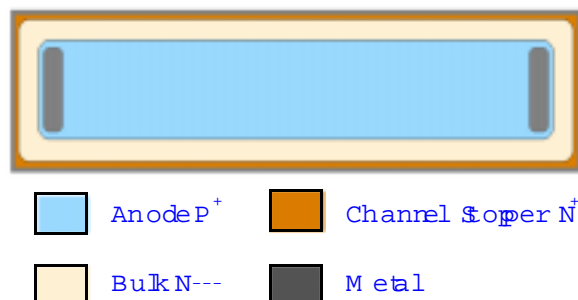 Anode P+
Channel Stopper N+
Bulk N---
Metal